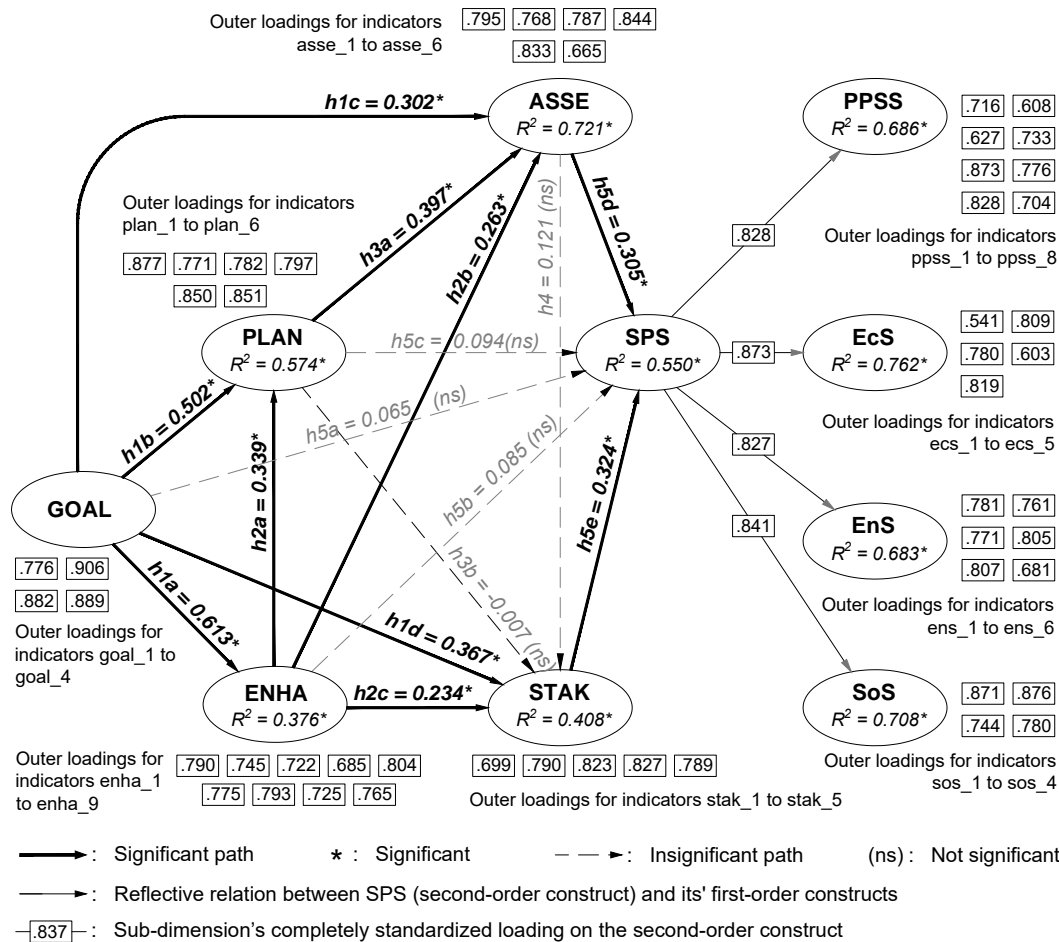 Outer loadings for indicators
asse_1 to asse_6
.795 .768 .787 .844
.833 .665
h1c = 0.302*
ASSE
R² = 0.721*
PPSS
R² = 0.686*
.716 .608
.627 .733
.873 .776
.828 .704
Outer loadings for indicators
ppss_1 to ppss_8
Outer loadings for indicators
plan_1 to plan_6
.877 .771 .782 .797
.850 .851
h3a = 0.397*
h2b = 0.263*
h4 = 0.121 (ns)
h5d = 0.305*
.828
PLAN
R² = 0.574*
h5c = 0.094(ns)
SPS
R² = 0.550*
.873
EcS
R² = 0.762*
.541 .809
.780 .603
.819
Outer loadings for indicators
ecs_1 to ecs_5
h1b = 0.502*
h5a = 0.065 (ns)
h2a = 0.339*
h5b = 0.085 (ns)
h5e = 0.324*
.827
.841
GOAL
EnS
R² = 0.683*
.781 .761
.771 .805
.807 .681
Outer loadings for indicators
ens_1 to ens_6
.776 .906
.882 .889
Outer loadings for
indicators goal_1 to
goal_4
h1a = 0.613*
h1d = 0.367*
h3b = -0.007 (ns)
ENHA
R² = 0.376*
h2c = 0.234*
STAK
R² = 0.408*
SoS
R² = 0.708*
.871 .876
.744 .780
Outer loadings for indicators
sos_1 to sos_4
Outer loadings for
indicators enha_1
to enha_9
.790 .745 .722 .685 .804
.775 .793 .725 .765
.699 .790 .823 .827 .789
Outer loadings for indicators stak_1 to stak_5
: Significant path * : Significant : Insignificant path (ns) : Not significant
: Reflective relation between SPS (second-order construct) and its' first-order constructs
.837 : Sub-dimension's completely standardized loading on the second-order construct